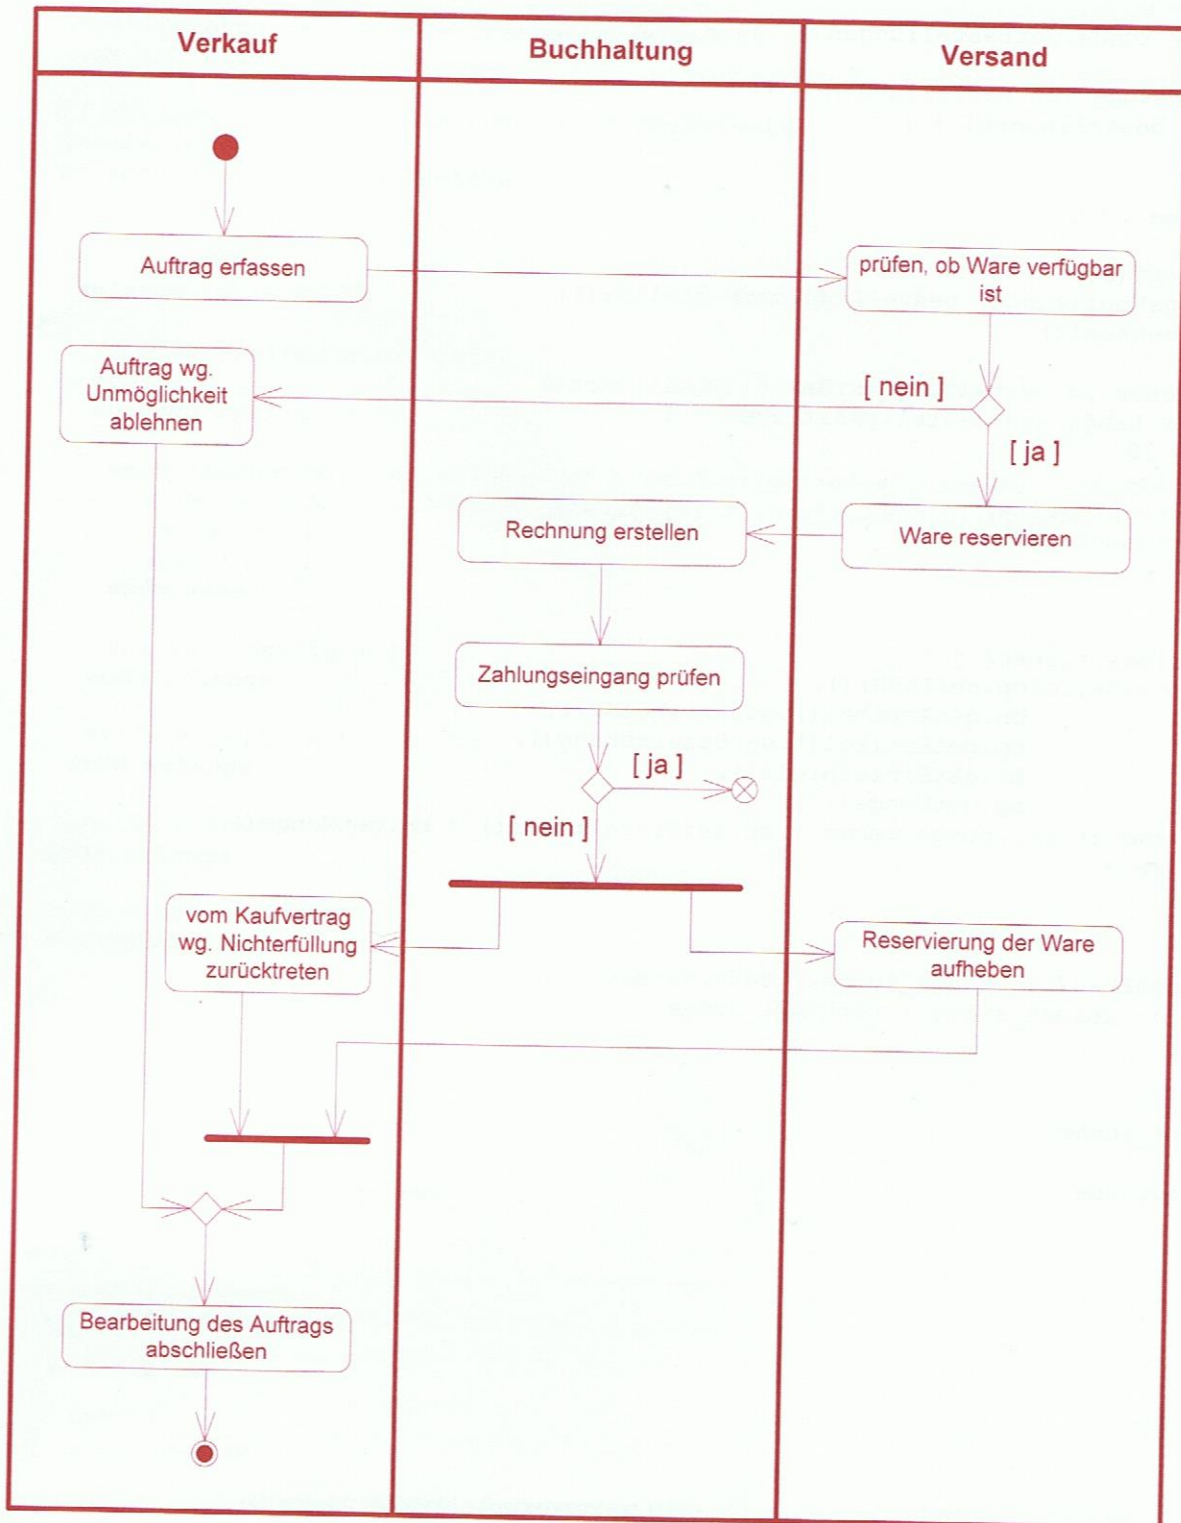 Verkauf
Buchhaltung
Versand
Auftrag erfassen
prüfen, ob Ware verfügbar
ist
Auftrag wg.
Unmöglichkeit
ablehnen
[ nein ]
[ ja ]
Rechnung erstellen
Ware reservieren
Zahlungseingang prüfen
[ ja ]
[ nein ]
vom Kaufvertrag
wg. Nichterfüllung
zurücktreten
Reservierung der Ware
aufheben
Bearbeitung des Auftrags
abschließen